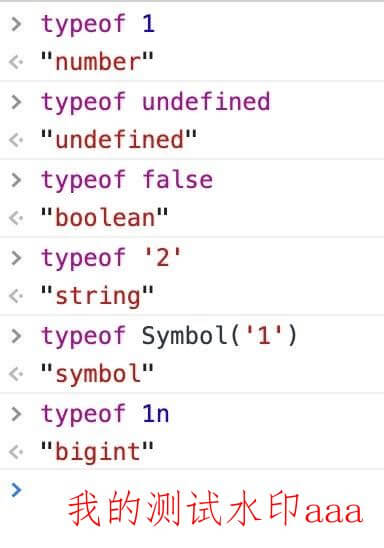 > typeof 1
<· "number"
> typeof undefined
<· "undefined"
> typeof false
<· "boolean"
> typeof '2'
<· "string"
> typeof Symbol('1')
<· "symbol"
> typeof 1n
<· "bigint"
>
我的测试水印aaa